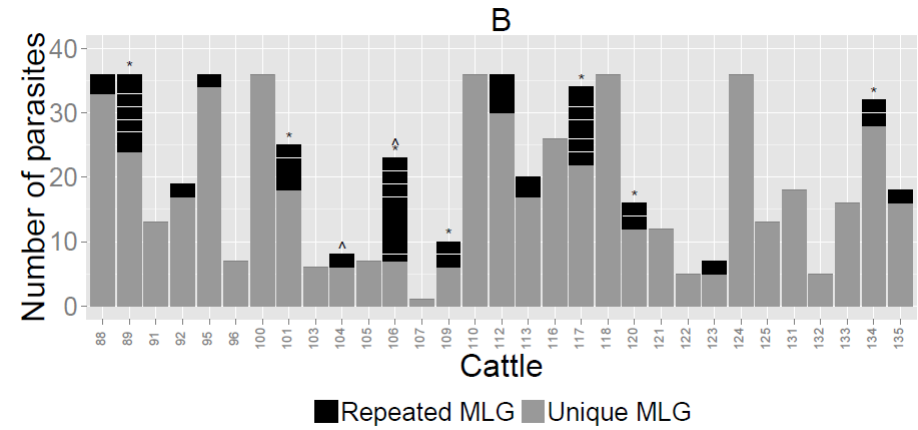 B
Number of parasites
40
30
20
10
0
* * ^ ^ * * * * *
88 89 91 92 95 96 100 101 103 104 105 106 107 109 110 112 113 116 117 118 120 121 122 123 124 125 131 132 133 134 135
Cattle
Repeated MLG Unique MLG